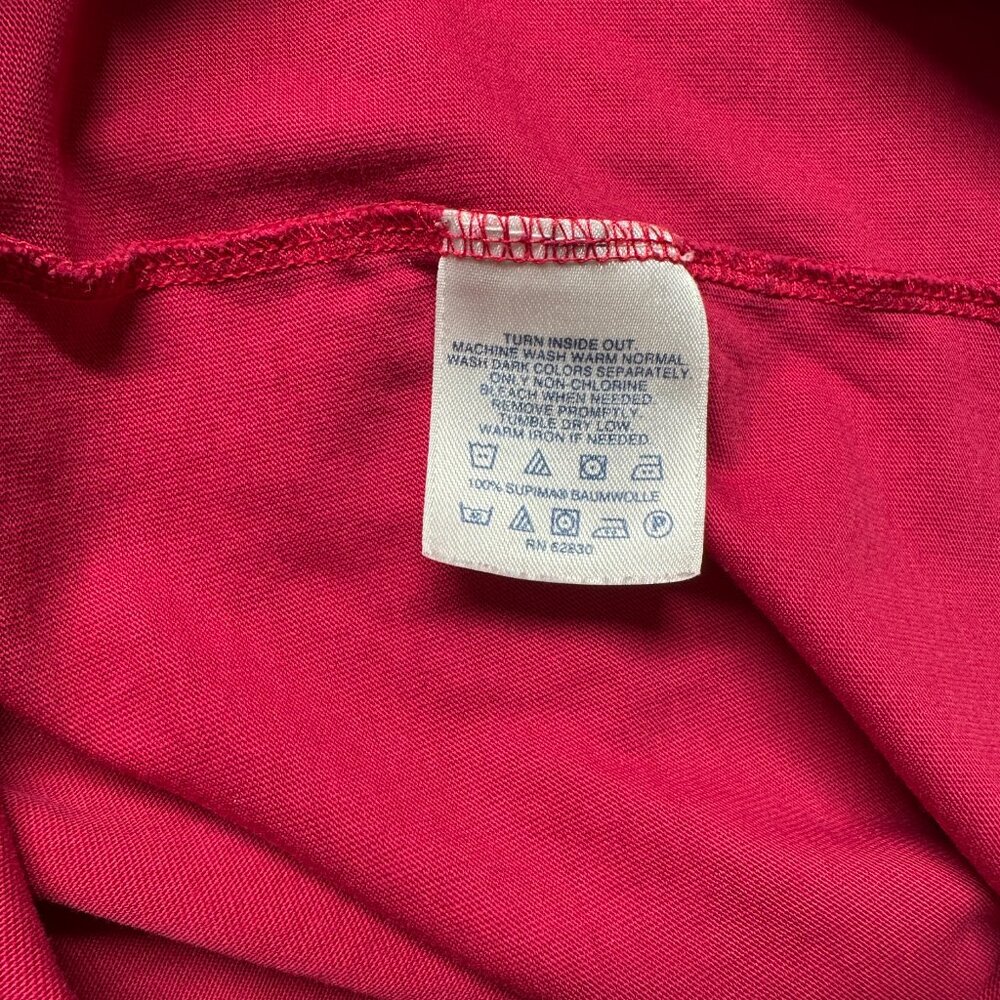 TURN INSIDE OUT.
MACHINE WASH WARM NORMAL
WASH DARK COLORS SEPARATELY.
ONLY NON-CHLORINE
BLEACH WHEN NEEDED
REMOVE PROMPTLY.
TUMBLE DRY LOW.
WARM IRON IF NEEDED
100% SUPIMA® BAUMWOLLE
40 P
RN 62830